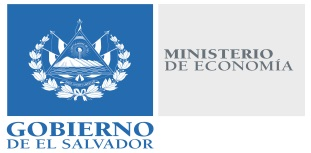 GOBIERNO
DE EL SALVADOR
MINISTERIO
DE ECONOMÍA